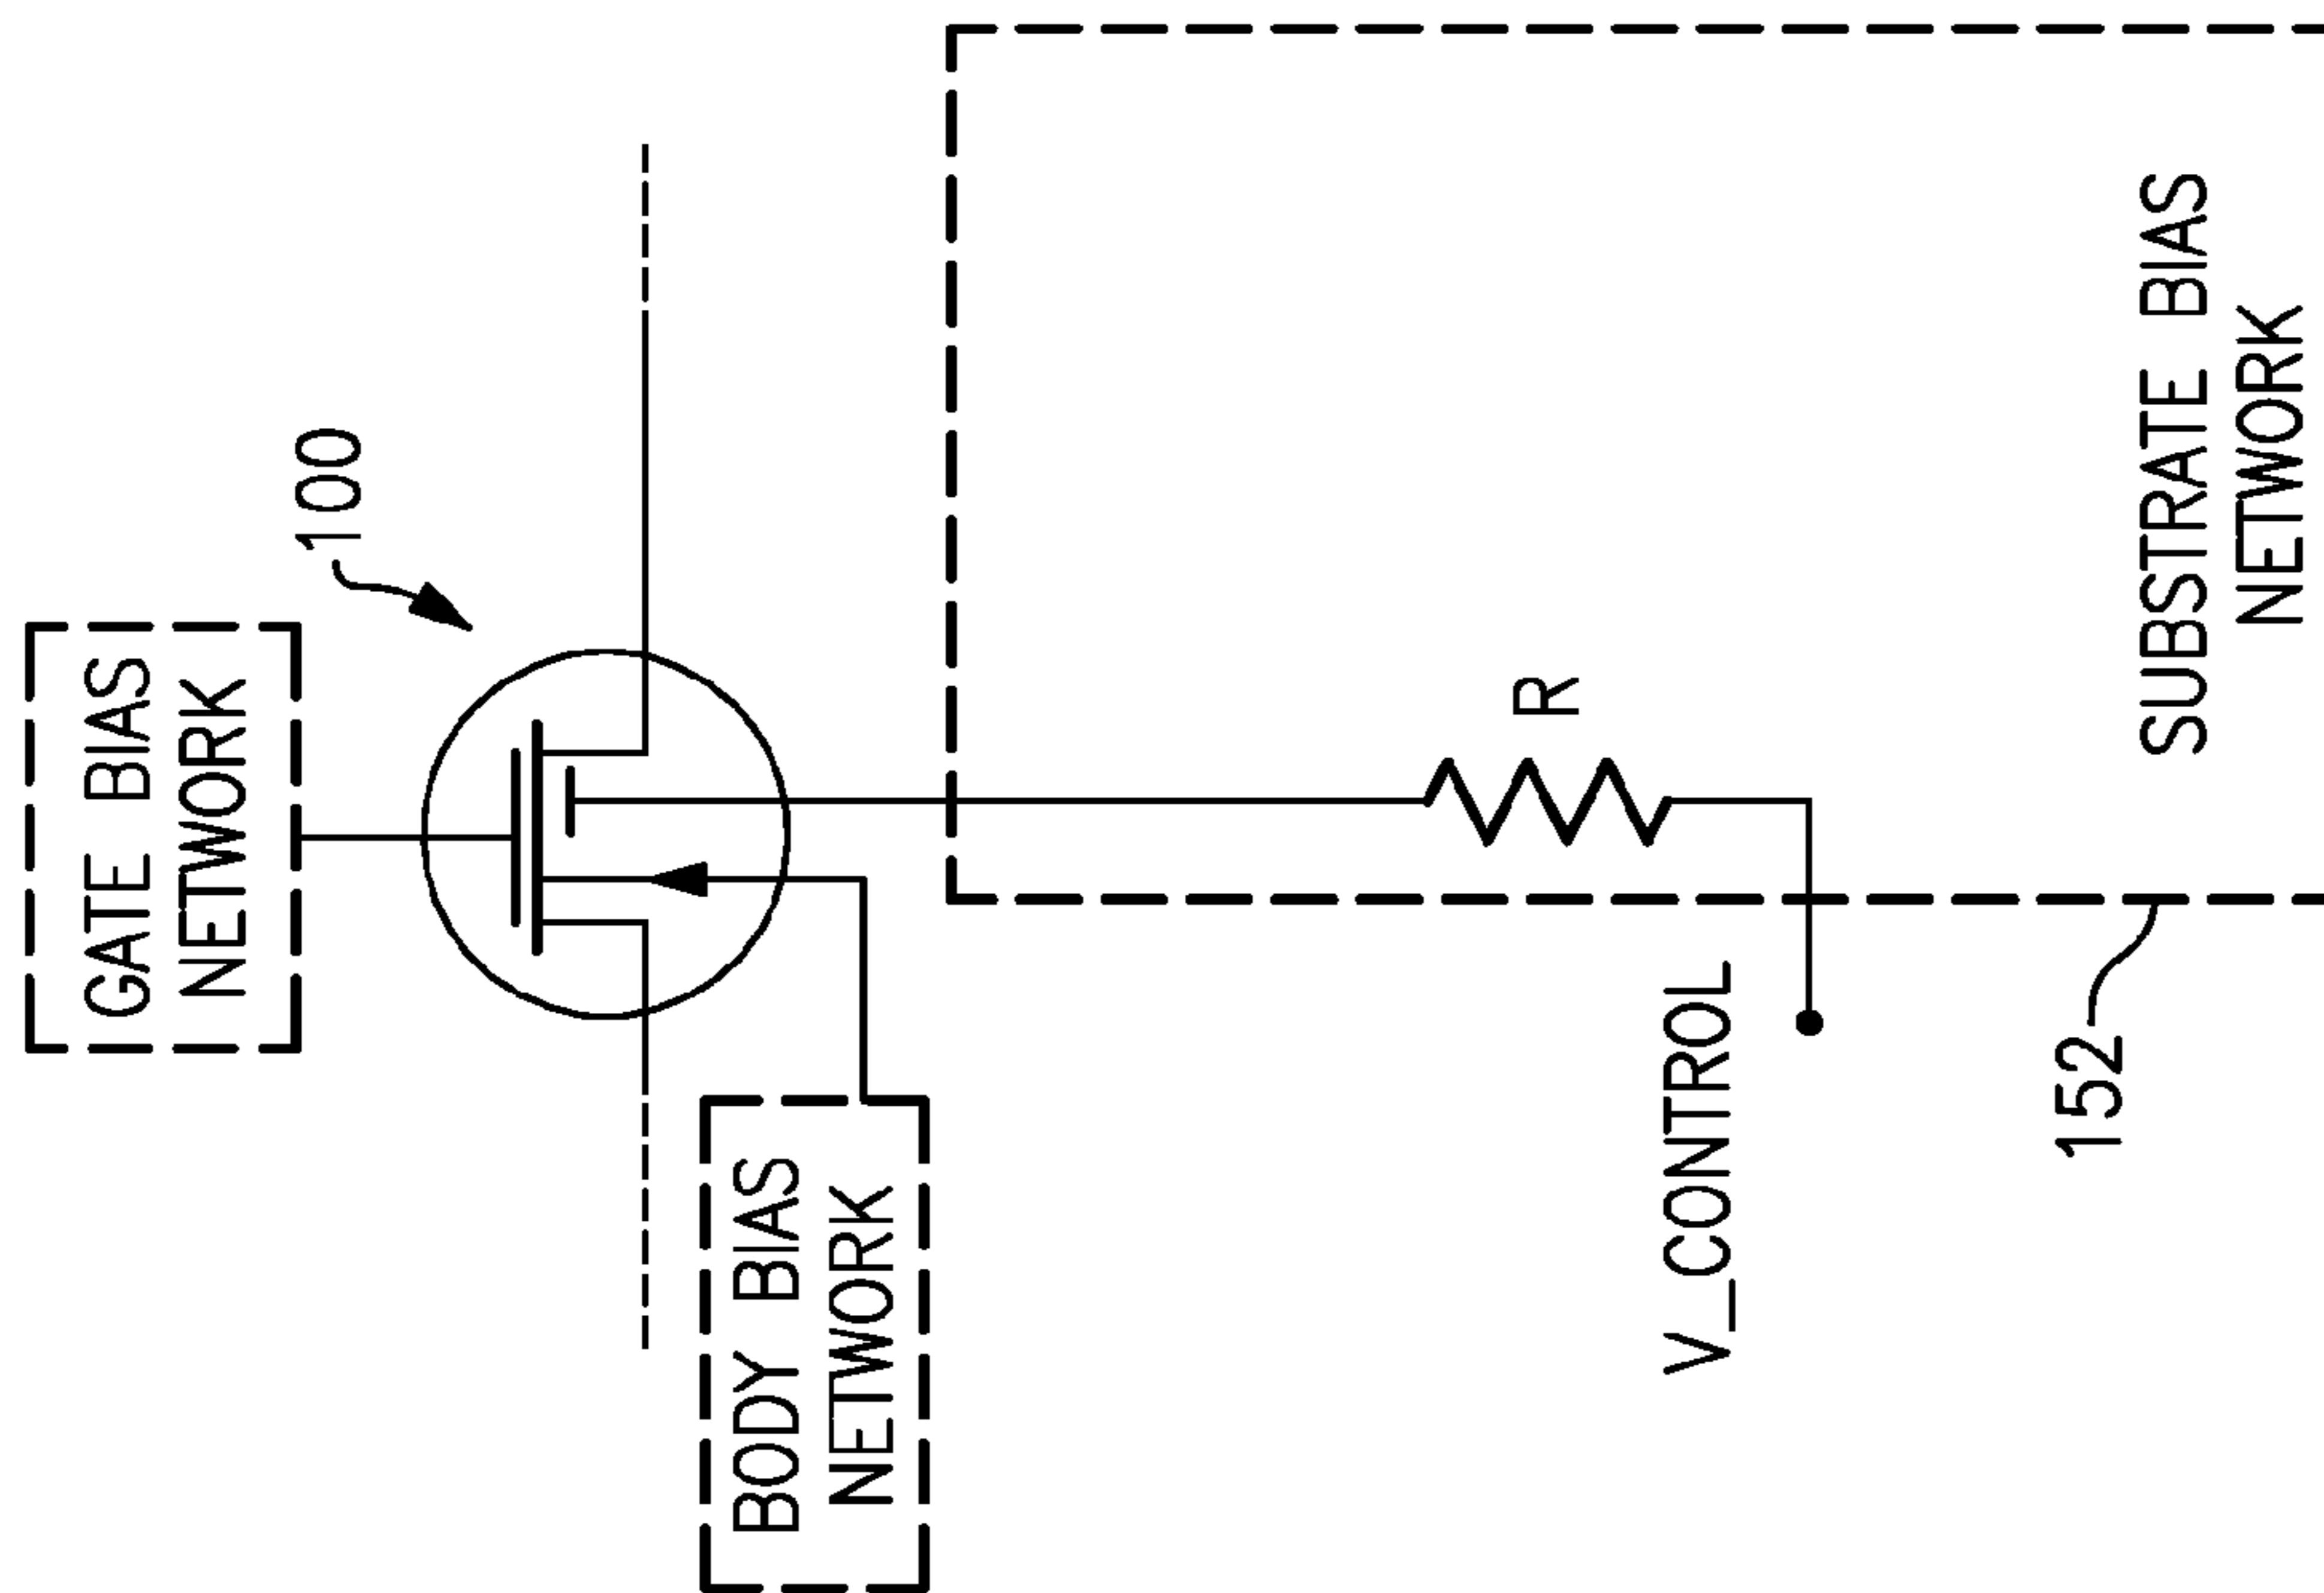 GATE BIAS
NETWORK
100
BODY BIAS
NETWORK
R
V_CONTROL
152
SUBSTRATE BIAS
NETWORK